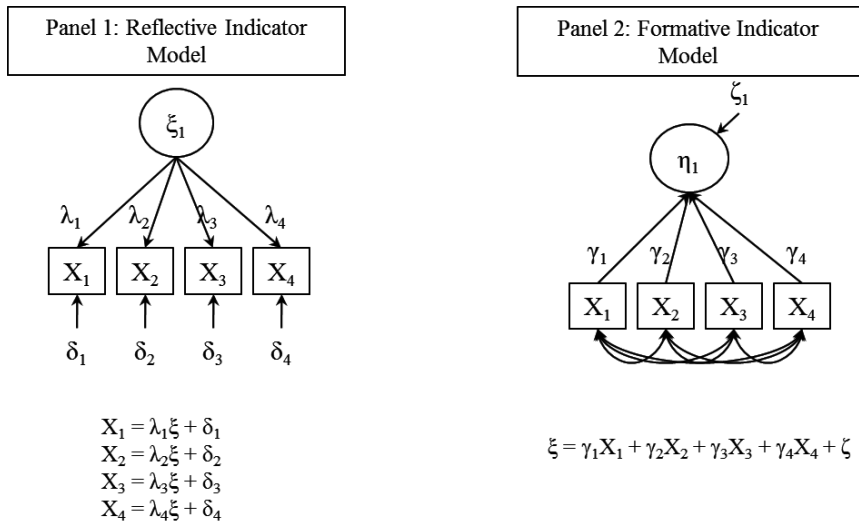 Panel 1: Reflective Indicator
Model
ξ₁
λ₁ λ₂ λ₃ λ₄
X₁ X₂ X₃ X₄
δ₁ δ₂ δ₃ δ₄
X₁ = λ₁ξ + δ₁
X₂ = λ₂ξ + δ₂
X₃ = λ₃ξ + δ₃
X₄ = λ₄ξ + δ₄
Panel 2: Formative Indicator
Model
ζ₁
η₁
γ₁ γ₂ γ₃ γ₄
X₁ X₂ X₃ X₄
ξ = γ₁X₁ + γ₂X₂ + γ₃X₃ + γ₄X₄ + ζ